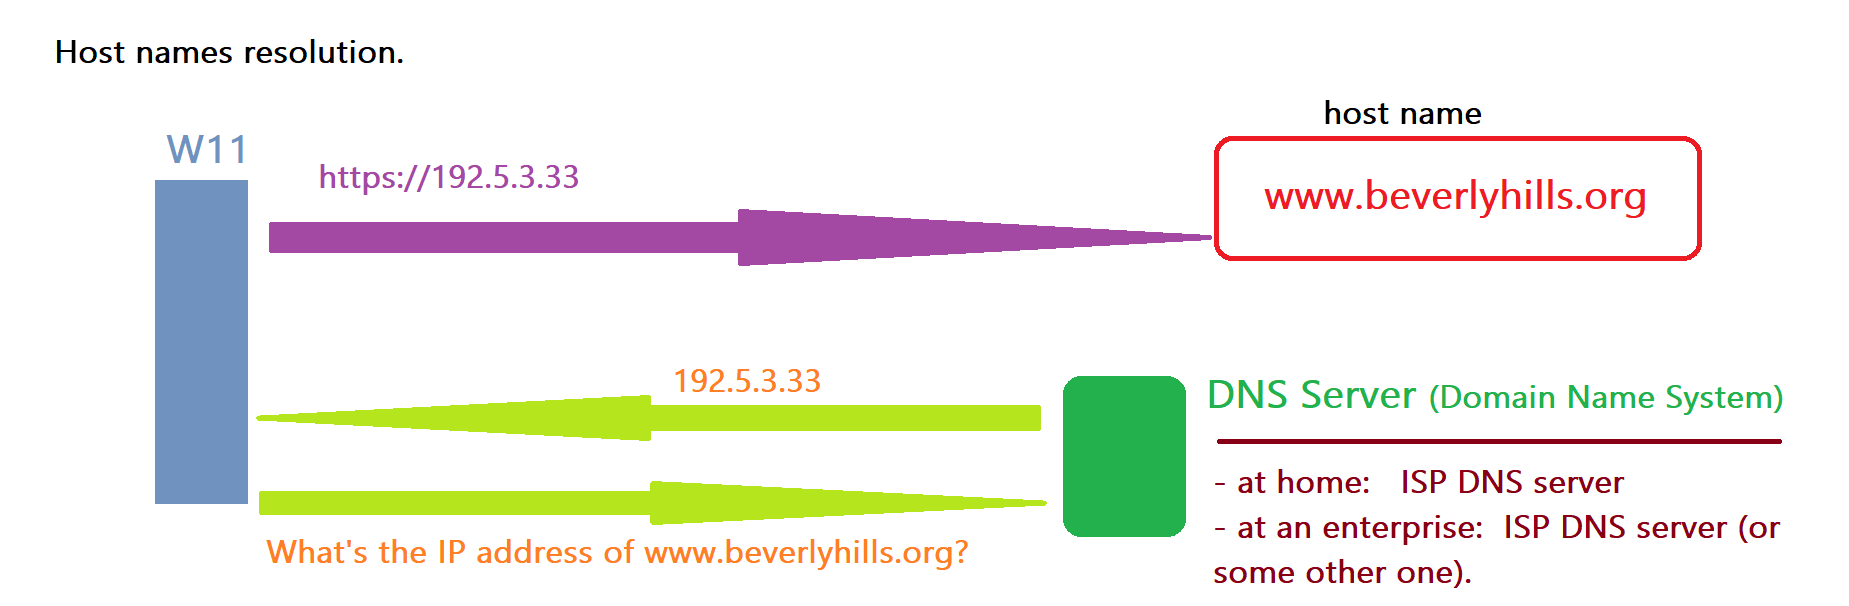 Host names resolution.
host name
W11
https://192.5.3.33
www.beverlyhills.org
192.5.3.33
DNS Server (Domain Name System)
- at home:   ISP DNS server
- at an enterprise:  ISP DNS server (or
some other one).
What's the IP address of www.beverlyhills.org?